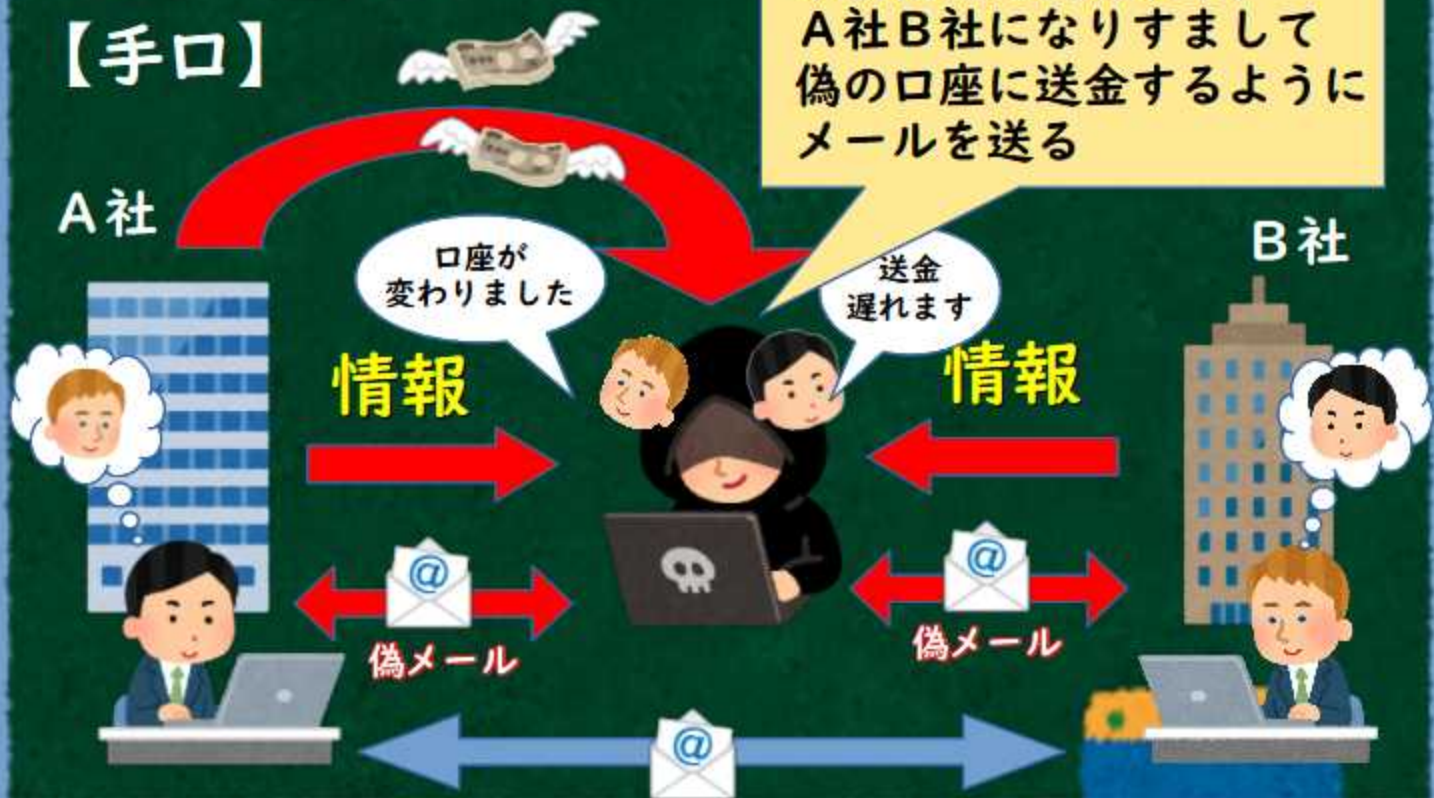 【手口】
A社B社になりすまして
偽の口座に送金するように
メールを送る
A社
B社
口座が
変わりました
送金
遅れます
情報
情報
@
@
偽メール
偽メール
@